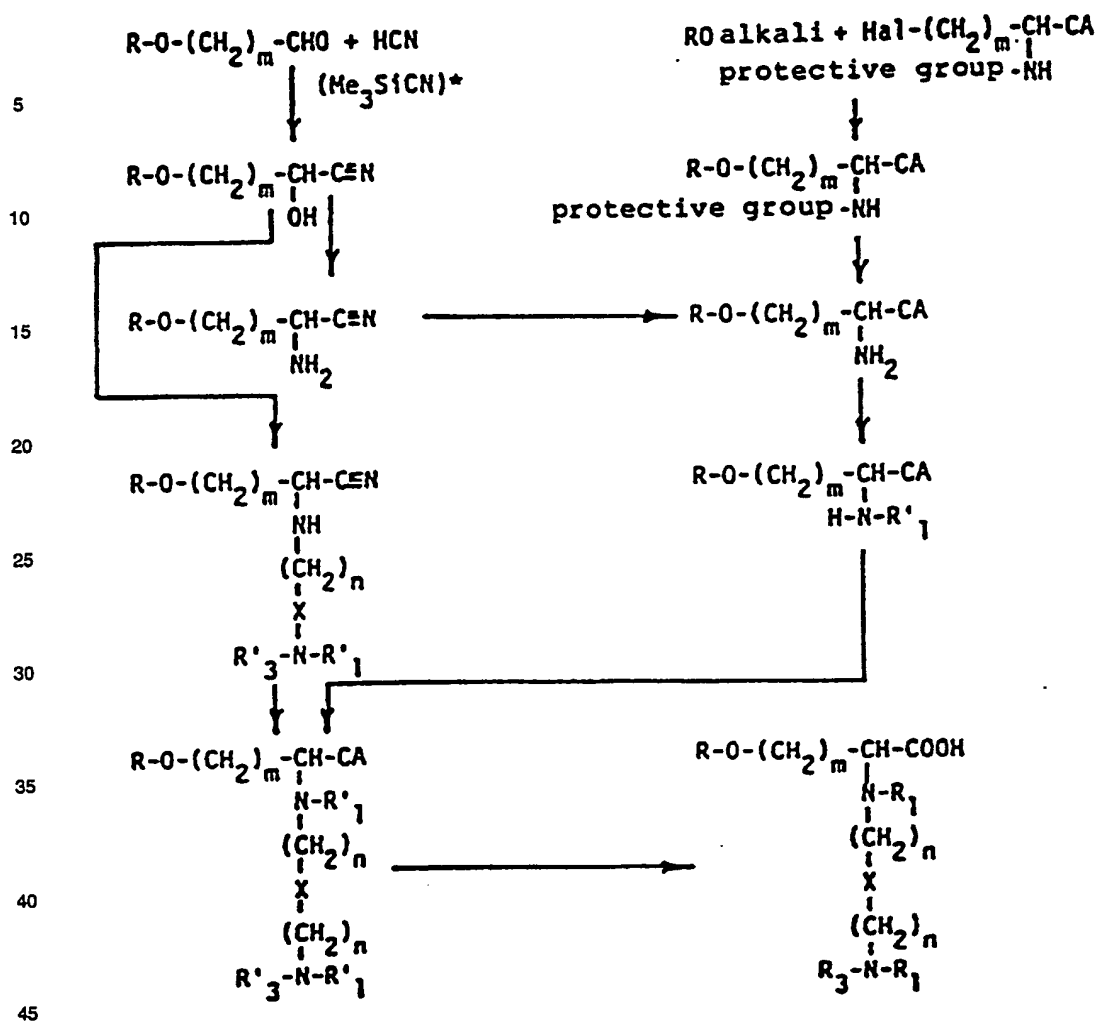 R-O-(CH2)m-CHO + HCN
(Me3SiCN)*
RO alkali + Hal-(CH2)m-CH-CA
protective group-NH
5
R-O-(CH2)m-CH-C≡N
OH
R-O-(CH2)m-CH-CA
protective group-NH
10
R-O-(CH2)m-CH-C≡N
NH2
R-O-(CH2)m-CH-CA
NH2
15
20
R-O-(CH2)m-CH-C≡N
NH
(CH2)n
X
R'3-N-R'1
R-O-(CH2)m-CH-CA
H-N-R'1
25
30
R-O-(CH2)m-CH-CA
N-R'1
(CH2)n
X
(CH2)n
R'3-N-R'1
R-O-(CH2)m-CH-COOH
N-R1
(CH2)n
X
(CH2)n
R3-N-R1
35
40
45